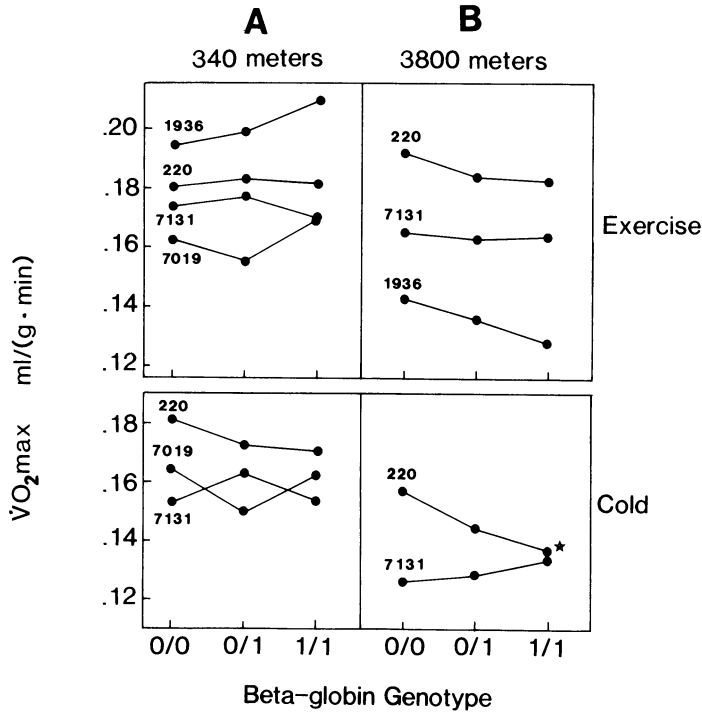 A
B
340 meters
3800 meters
.20
.18
.16
.14
.12
1936
220
7131
7019
220
7131
1936
Exercise
.18
.16
.14
.12
220
7019
7131
220
7131
★
Cold
V̇O₂max ml/(g·min)
0/0 0/1 1/1
0/0 0/1 1/1
Beta-globin Genotype